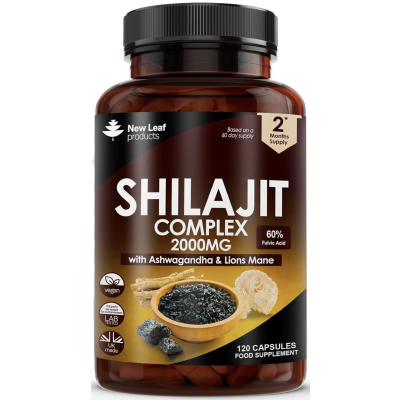 New Leaf
products
Based on a
60 day supply
2*
Months
Supply
SHILAJIT
COMPLEX
2000MG
60%
Fulvic Acid
with Ashwagandha & Lions Mane
vegan
LAB
UK
made
120 CAPSULES
FOOD SUPPLEMENT